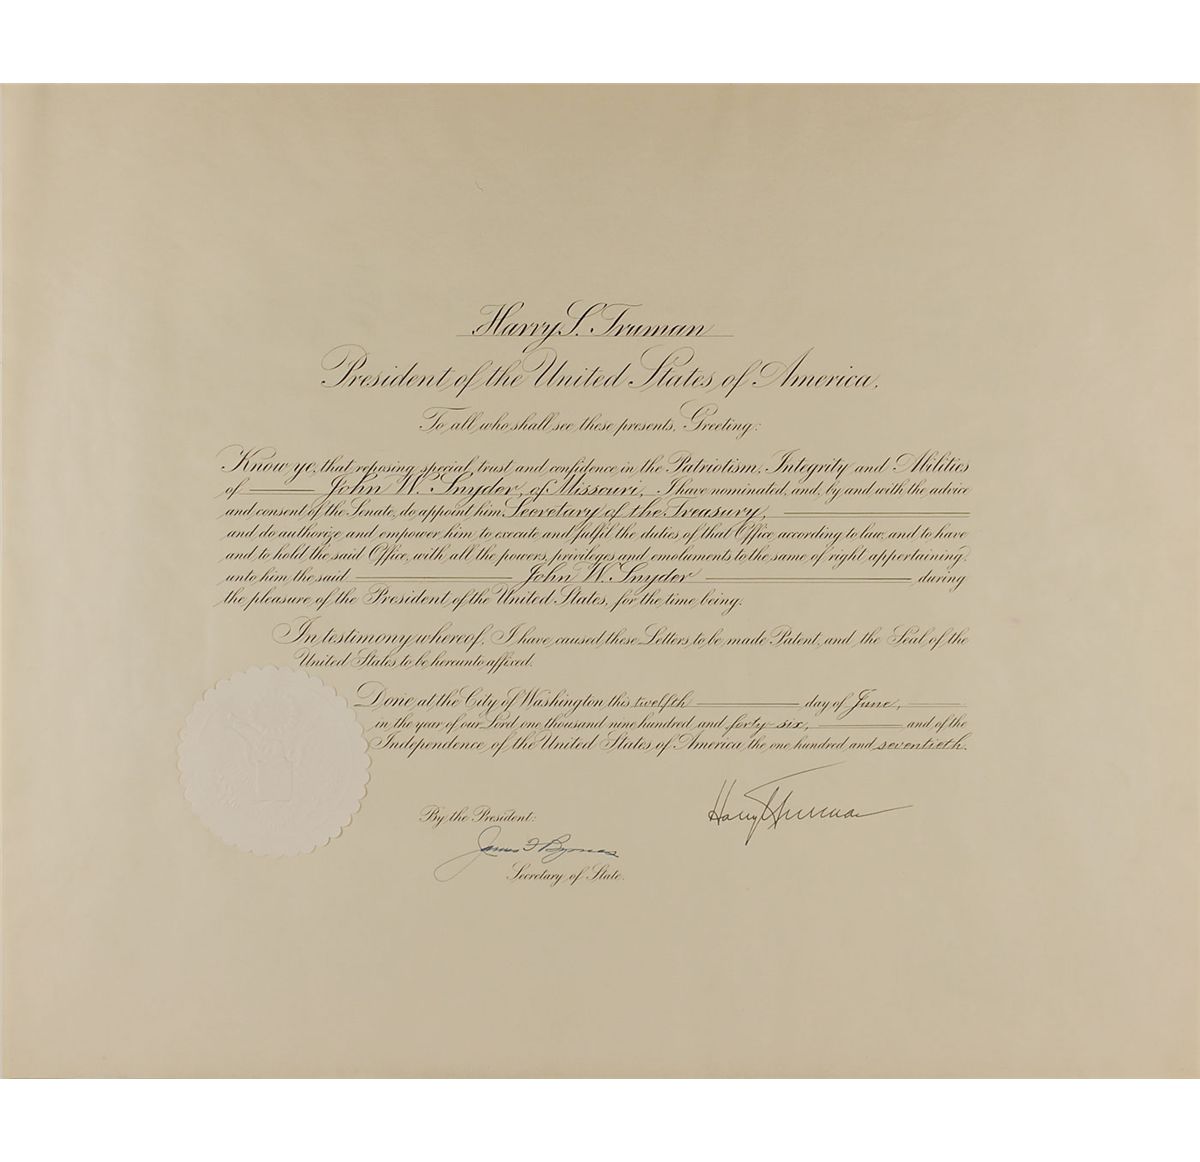 Harry S. Truman
President of the United States of America.
To all who shall see these presents, Greeting:
Know ye, that reposing special trust and confidence in the Patriotism, Integrity and Abilities
of John W. Snyder, of Missouri, I have nominated, and, by and with the advice
and consent of the Senate, do appoint him Secretary of the Treasury,
and do authorize and empower him to execute and fulfil the duties of that Office according to law, and to have
and to hold the said Office, with all the powers, privileges and emoluments to the same of right appertaining,
unto him the said John W. Snyder during
the pleasure of the President of the United States, for the time being.
In testimony whereof, I have caused these Letters to be made Patent, and the Seal of the
United States to be hereunto affixed.
Done at the City of Washington this twelfth day of June,
in the year of our Lord one thousand nine hundred and forty-six, and of the
Independence of the United States of America the one hundred and seventieth.
Harry S. Truman
By the President:
James F. Byrnes
Secretary of State.